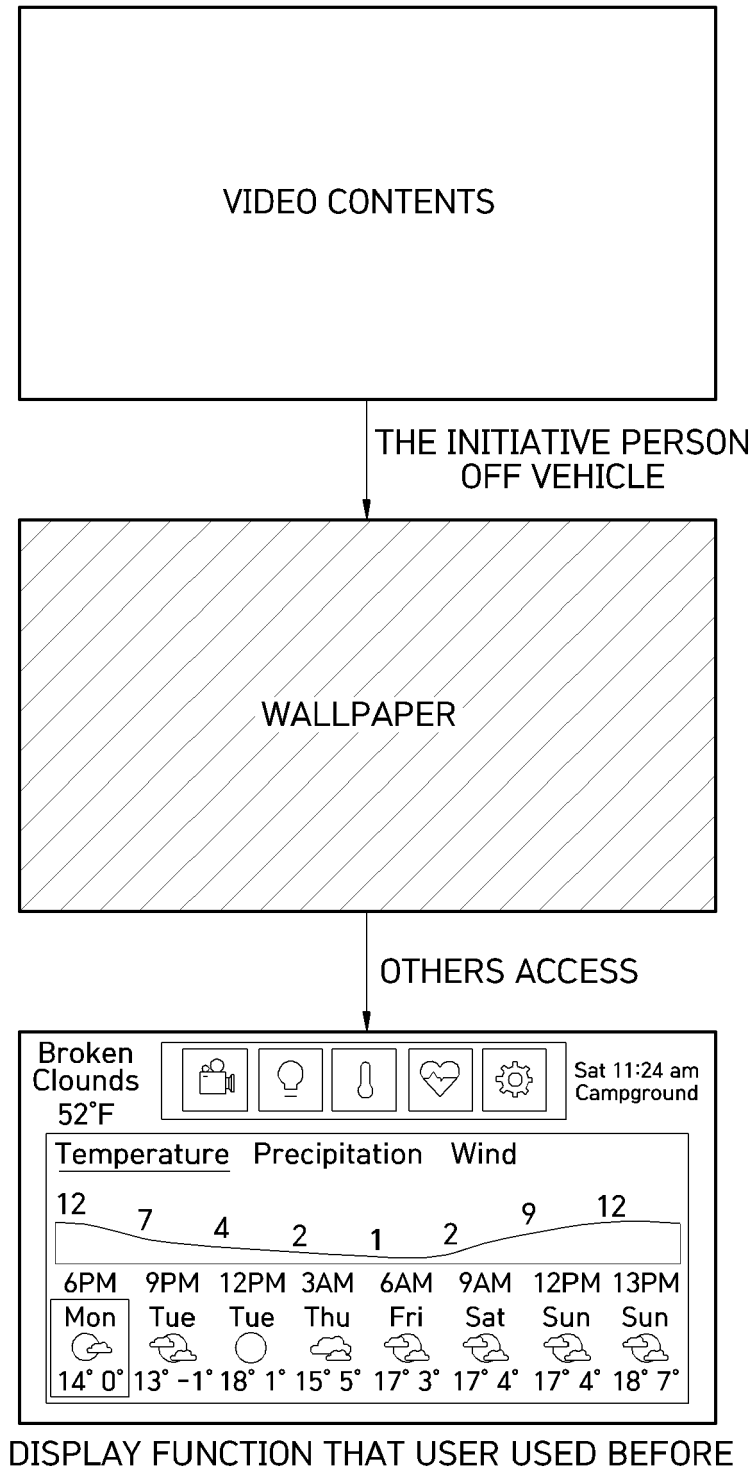 VIDEO CONTENTS
THE INITIATIVE PERSON
OFF VEHICLE
WALLPAPER
OTHERS ACCESS
Broken
Clounds
52°F
Sat 11:24 am
Campground
Temperature Precipitation Wind
12 7 4 2 1 2 9 12
6PM 9PM 12PM 3AM 6AM 9AM 12PM 13PM
Mon Tue Tue Thu Fri Sat Sun Sun
14° 0° 13° -1° 18° 1° 15° 5° 17° 3° 17° 4° 17° 4° 18° 7°
DISPLAY FUNCTION THAT USER USED BEFORE